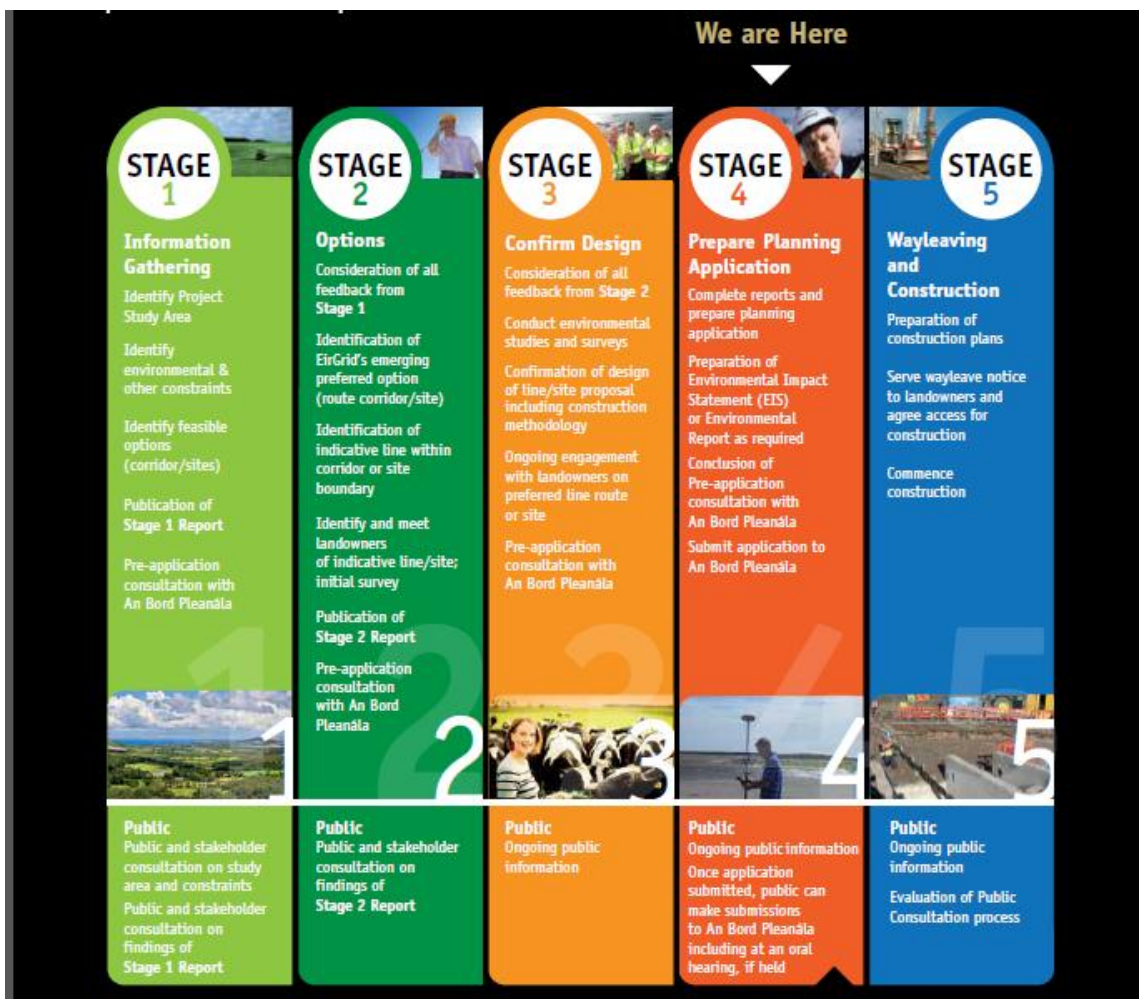 We are Here
STAGE
1
Information
Gathering
Identify Project
Study Area
Identify
environmental &
other constraints
Identify feasible
options
(corridor/sites)
Publication of
Stage 1 Report
Pre-application
consultation with
An Bord Pleanála
1
1
Public
Public and stakeholder
consultation on study
area and constraints
Public and stakeholder
consultation on
findings of
Stage 1 Report
STAGE
2
Options
Consideration of all
feedback from
Stage 1
Identification of
EirGrid's emerging
preferred option
(route corridor/site)
Identification of
indicative line within
corridor or site
boundary
Identify and meet
landowners
of indicative line/site;
initial survey
Publication of
Stage 2 Report
Pre-application
consultation
with An Bord
Pleanála
2
2
Public
Public and stakeholder
consultation on
findings of
Stage 2 Report
STAGE
3
Confirm Design
Consideration of all
feedback from Stage 2
Conduct environmental
studies and surveys
Confirmation of design
of line/site proposal
including construction
methodology
Ongoing engagement
with landowners on
preferred line route
or site
Pre-application
consultation with
An Bord Pleanála
3
3
Public
Ongoing public
information
STAGE
4
Prepare Planning
Application
Complete reports and
prepare planning
application
Preparation of
Environmental Impact
Statement (EIS)
or Environmental
Report as required
Conclusion of
Pre-application
consultation with
An Bord Pleanála
Submit application to
An Bord Pleanála
4
4
Public
Ongoing public information
Once application
submitted, public can
make submissions
to An Bord Pleanála
including at an oral
hearing, if held
STAGE
5
Wayleaving
and
Construction
Preparation of
construction plans
Serve wayleave notice
to landowners and
agree access for
construction
Commence
construction
5
5
Public
Ongoing public
information
Evaluation of Public
Consultation process